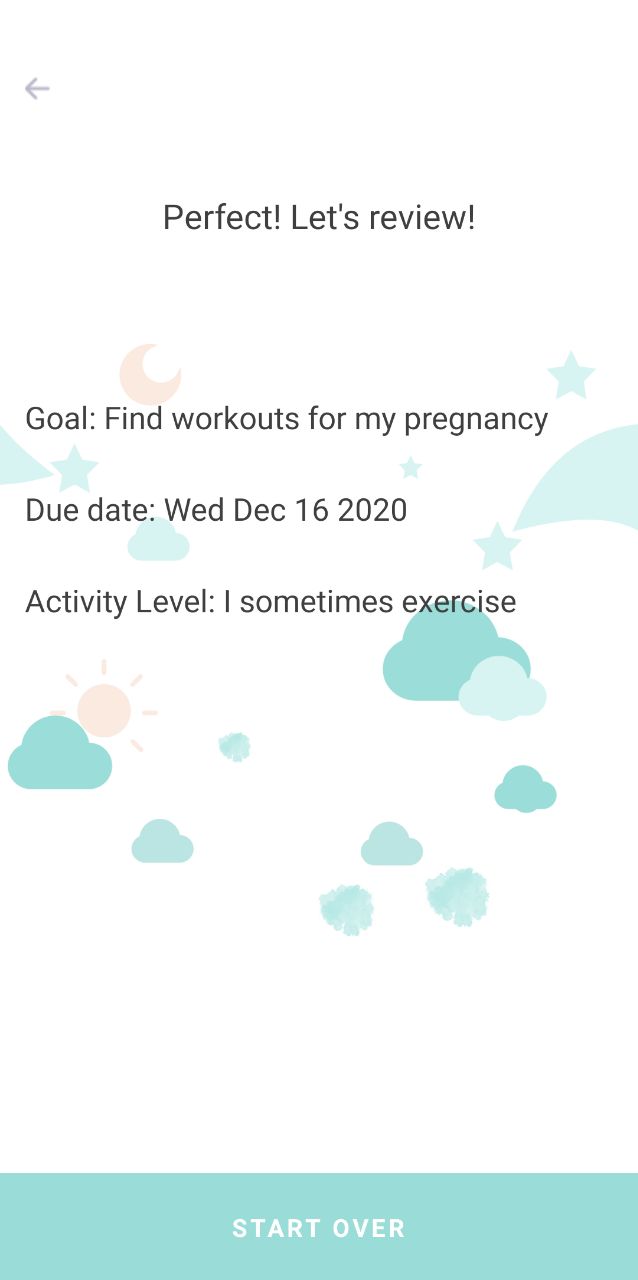 Perfect! Let's review!
Goal: Find workouts for my pregnancy
Due date: Wed Dec 16 2020
Activity Level: I sometimes exercise
START OVER